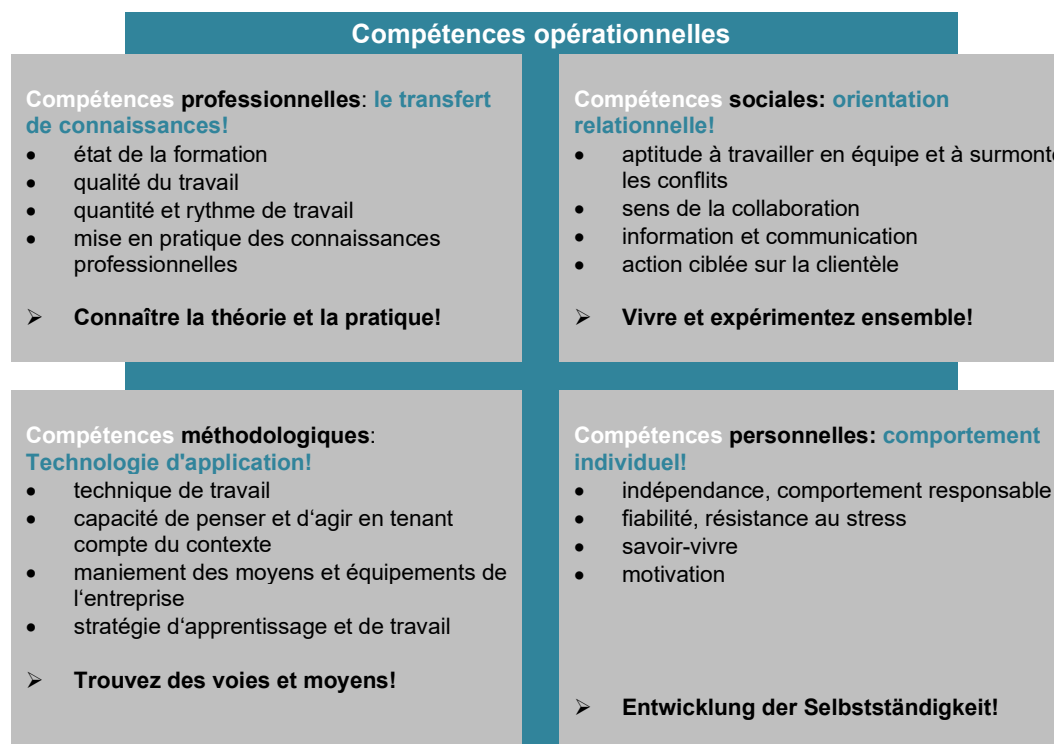 Compétences opérationnelles
Compétences professionnelles: le transfert
de connaissances!
• état de la formation
• qualité du travail
• quantité et rythme de travail
• mise en pratique des connaissances
professionnelles
➢ Connaître la théorie et la pratique!
Compétences sociales: orientation
relationnelle!
• aptitude à travailler en équipe et à surmonte
les conflits
• sens de la collaboration
• information et communication
• action ciblée sur la clientèle
➢ Vivre et expérimentez ensemble!
Compétences méthodologiques:
Technologie d'application!
• technique de travail
• capacité de penser et d‘agir en tenant
compte du contexte
• maniement des moyens et équipements de
l‘entreprise
• stratégie d‘apprentissage et de travail
➢ Trouvez des voies et moyens!
Compétences personnelles: comportement
individuel!
• indépendance, comportement responsable
• fiabilité, résistance au stress
• savoir-vivre
• motivation
➢ Entwicklung der Selbstständigkeit!